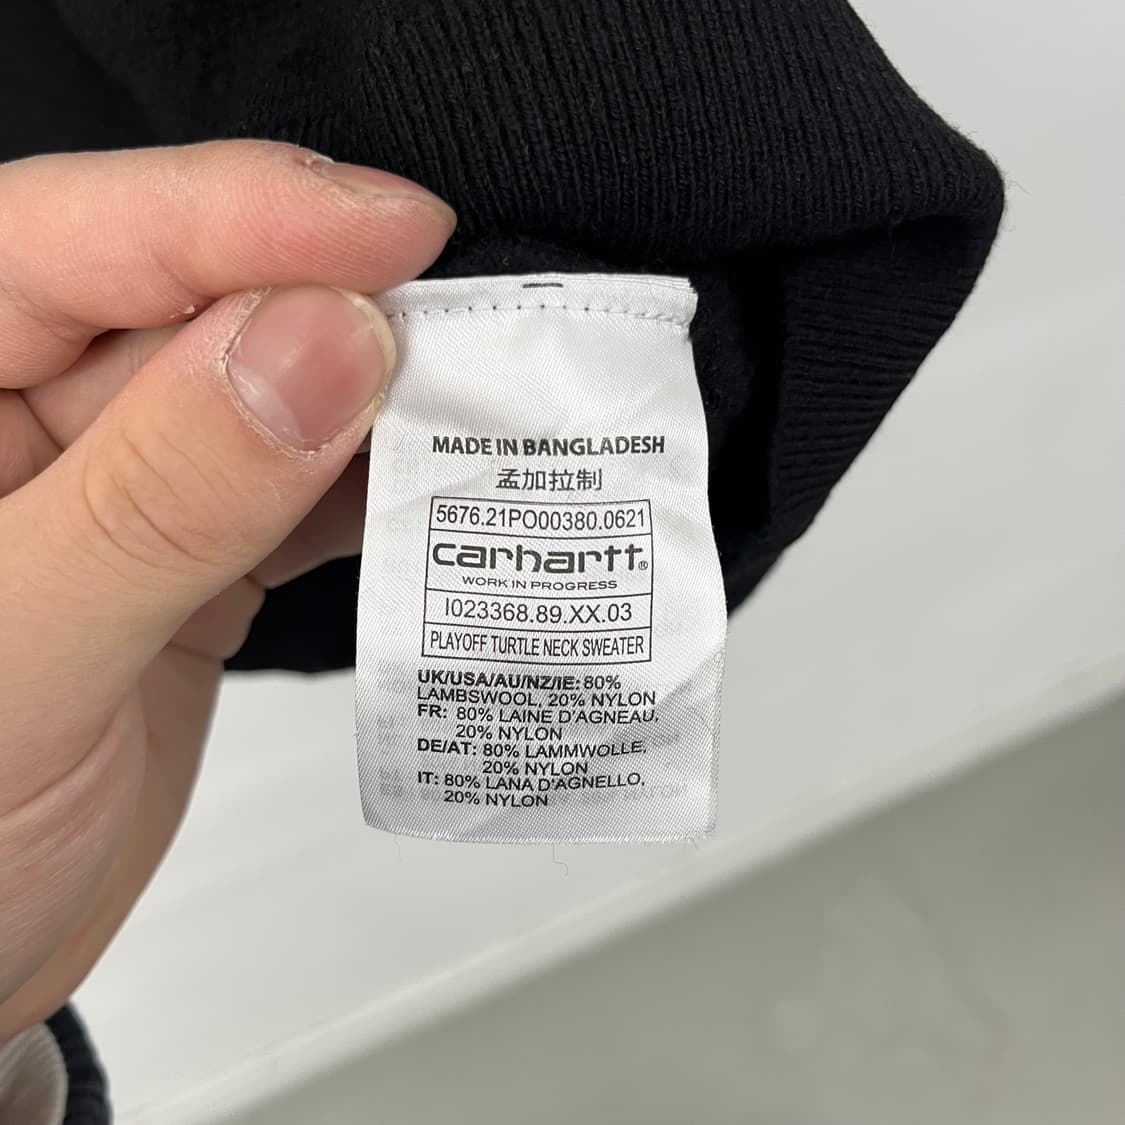 MADE IN BANGLADESH
孟加拉制
5676.21PO00380.0621
carhartt®
WORK IN PROGRESS
I023368.89.XX.03
PLAYOFF TURTLE NECK SWEATER
UK/USA/AU/NZ/IE: 80%
LAMBSWOOL, 20% NYLON
FR: 80% LAINE D'AGNEAU,
20% NYLON
DE/AT: 80% LAMMWOLLE,
20% NYLON
IT: 80% LANA D'AGNELLO,
20% NYLON